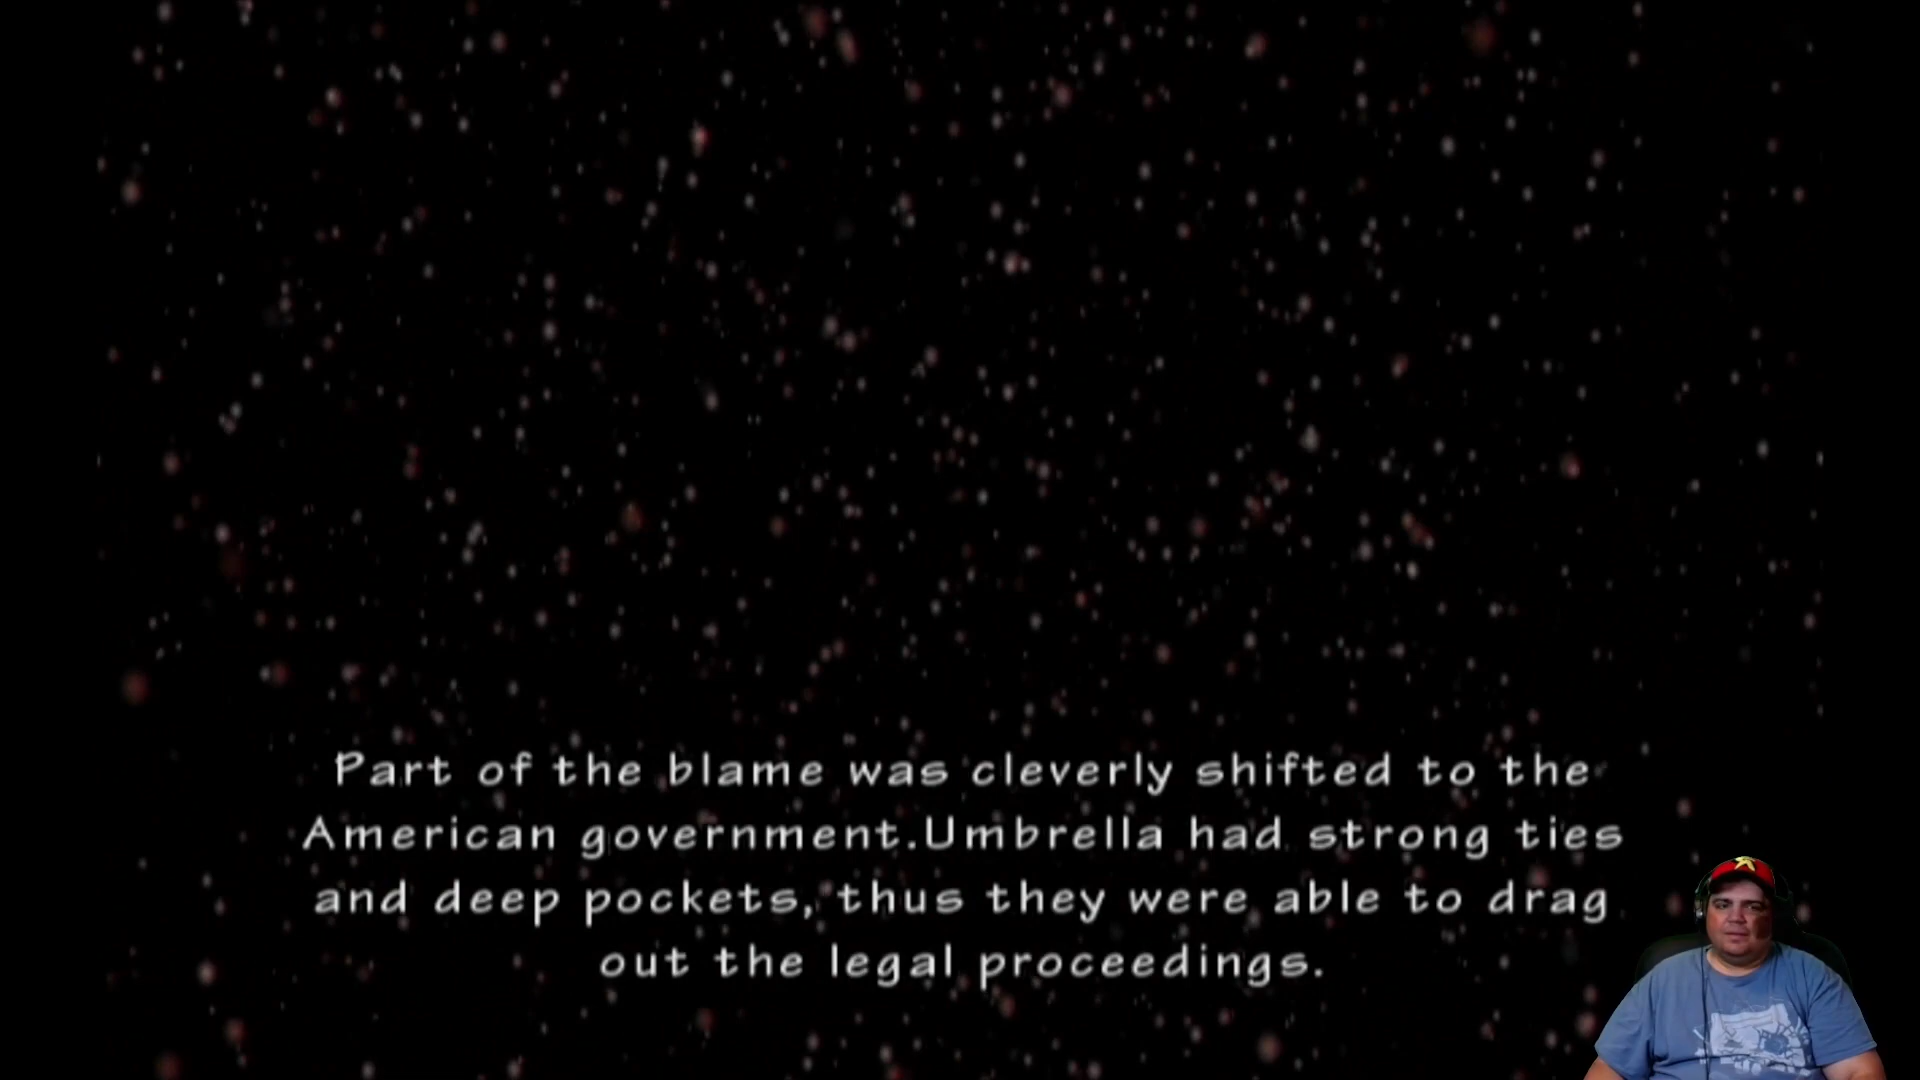 Part of the blame was cleverly shifted to the
American government.Umbrella had strong ties
and deep pockets, thus they were able to drag
out the legal proceedings.